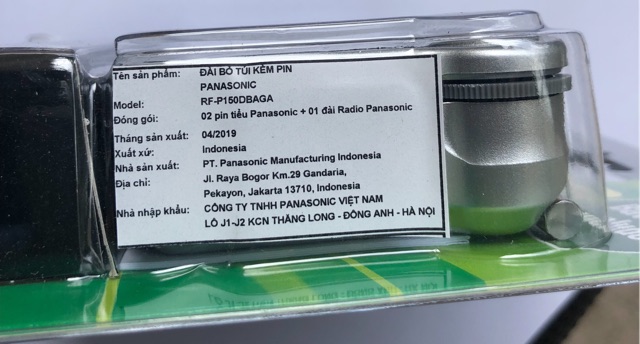 Tên sản phẩm: ĐÀI BỎ TÚI KÈM PIN
PANASONIC
Model: RF-P150DBAGA
Đóng gói: 02 pin tiểu Panasonic + 01 đài Radio Panasonic
Tháng sản xuất: 04/2019
Xuất xứ: Indonesia
Nhà sản xuất: PT. Panasonic Manufacturing Indonesia
Địa chỉ: Jl. Raya Bogor Km.29 Gandaria,
Pekayon, Jakarta 13710, Indonesia
Nhà nhập khẩu: CÔNG TY TNHH PANASONIC VIỆT NAM
LÔ J1-J2 KCN THĂNG LONG - ĐÔNG ANH - HÀ NỘI